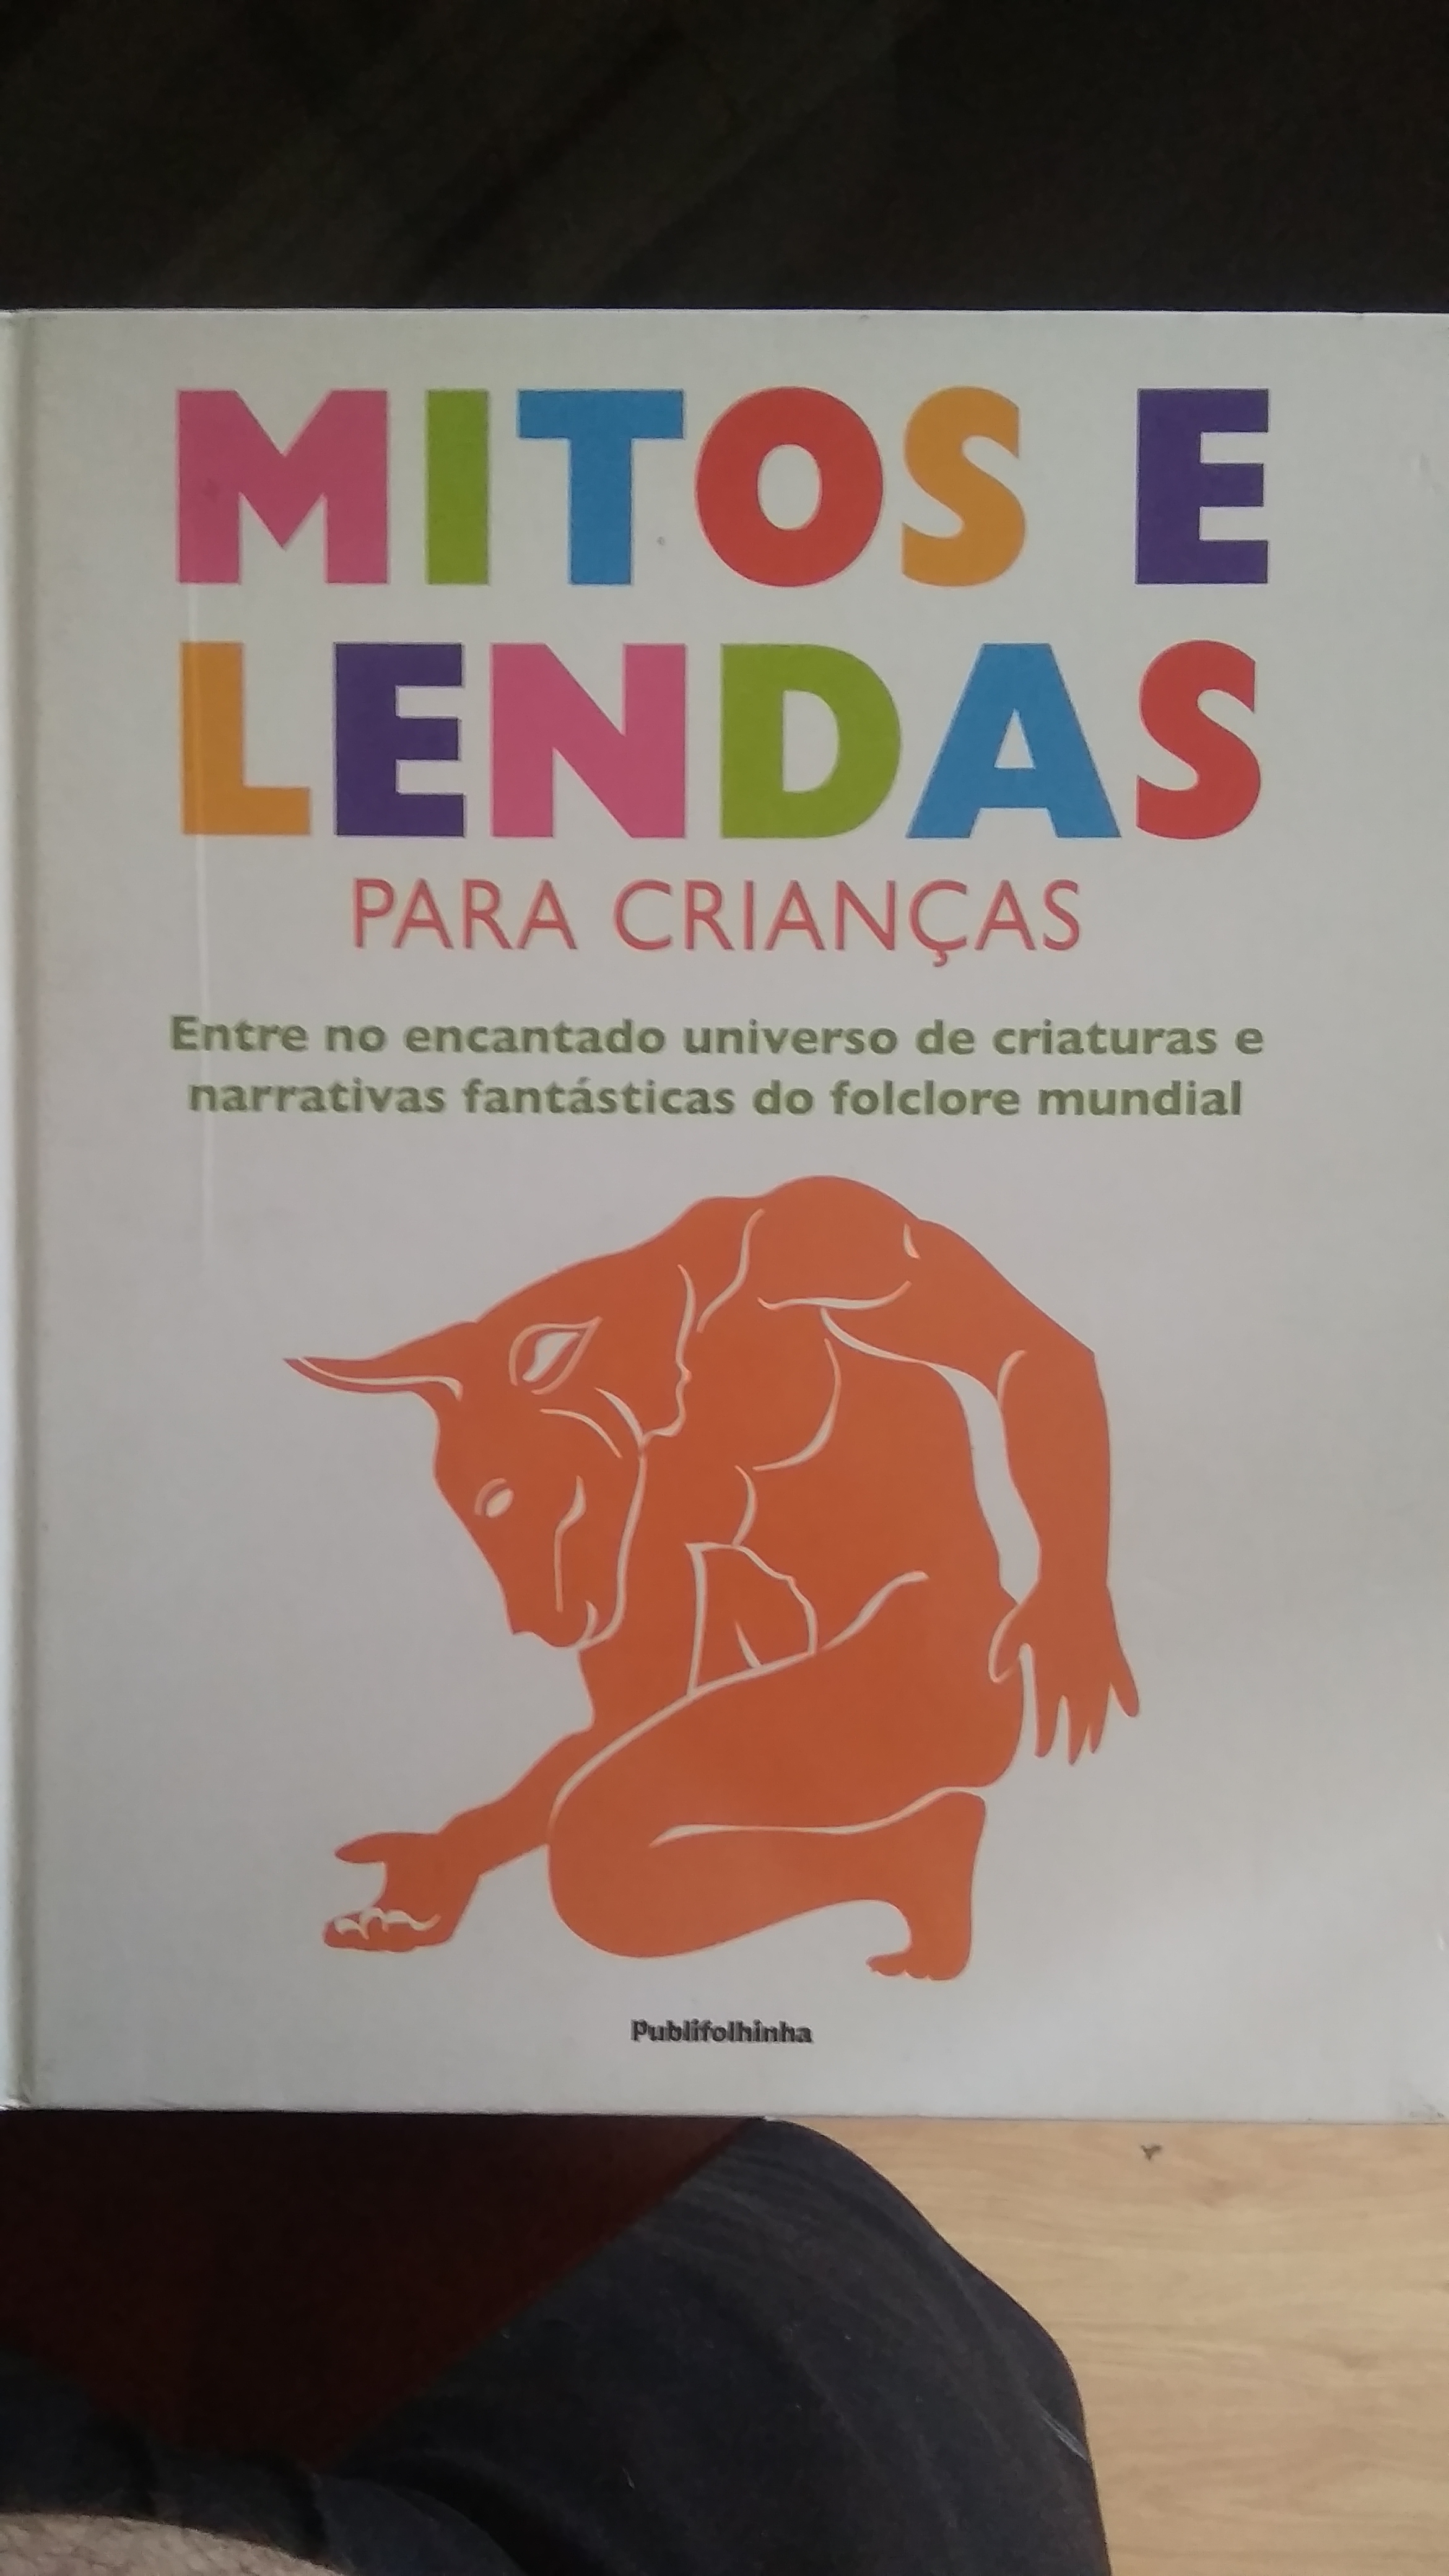 MITOS E
LENDAS
PARA CRIANÇAS
Entre no encantado universo de criaturas e
narrativas fantásticas do folclore mundial
Publifolhinha